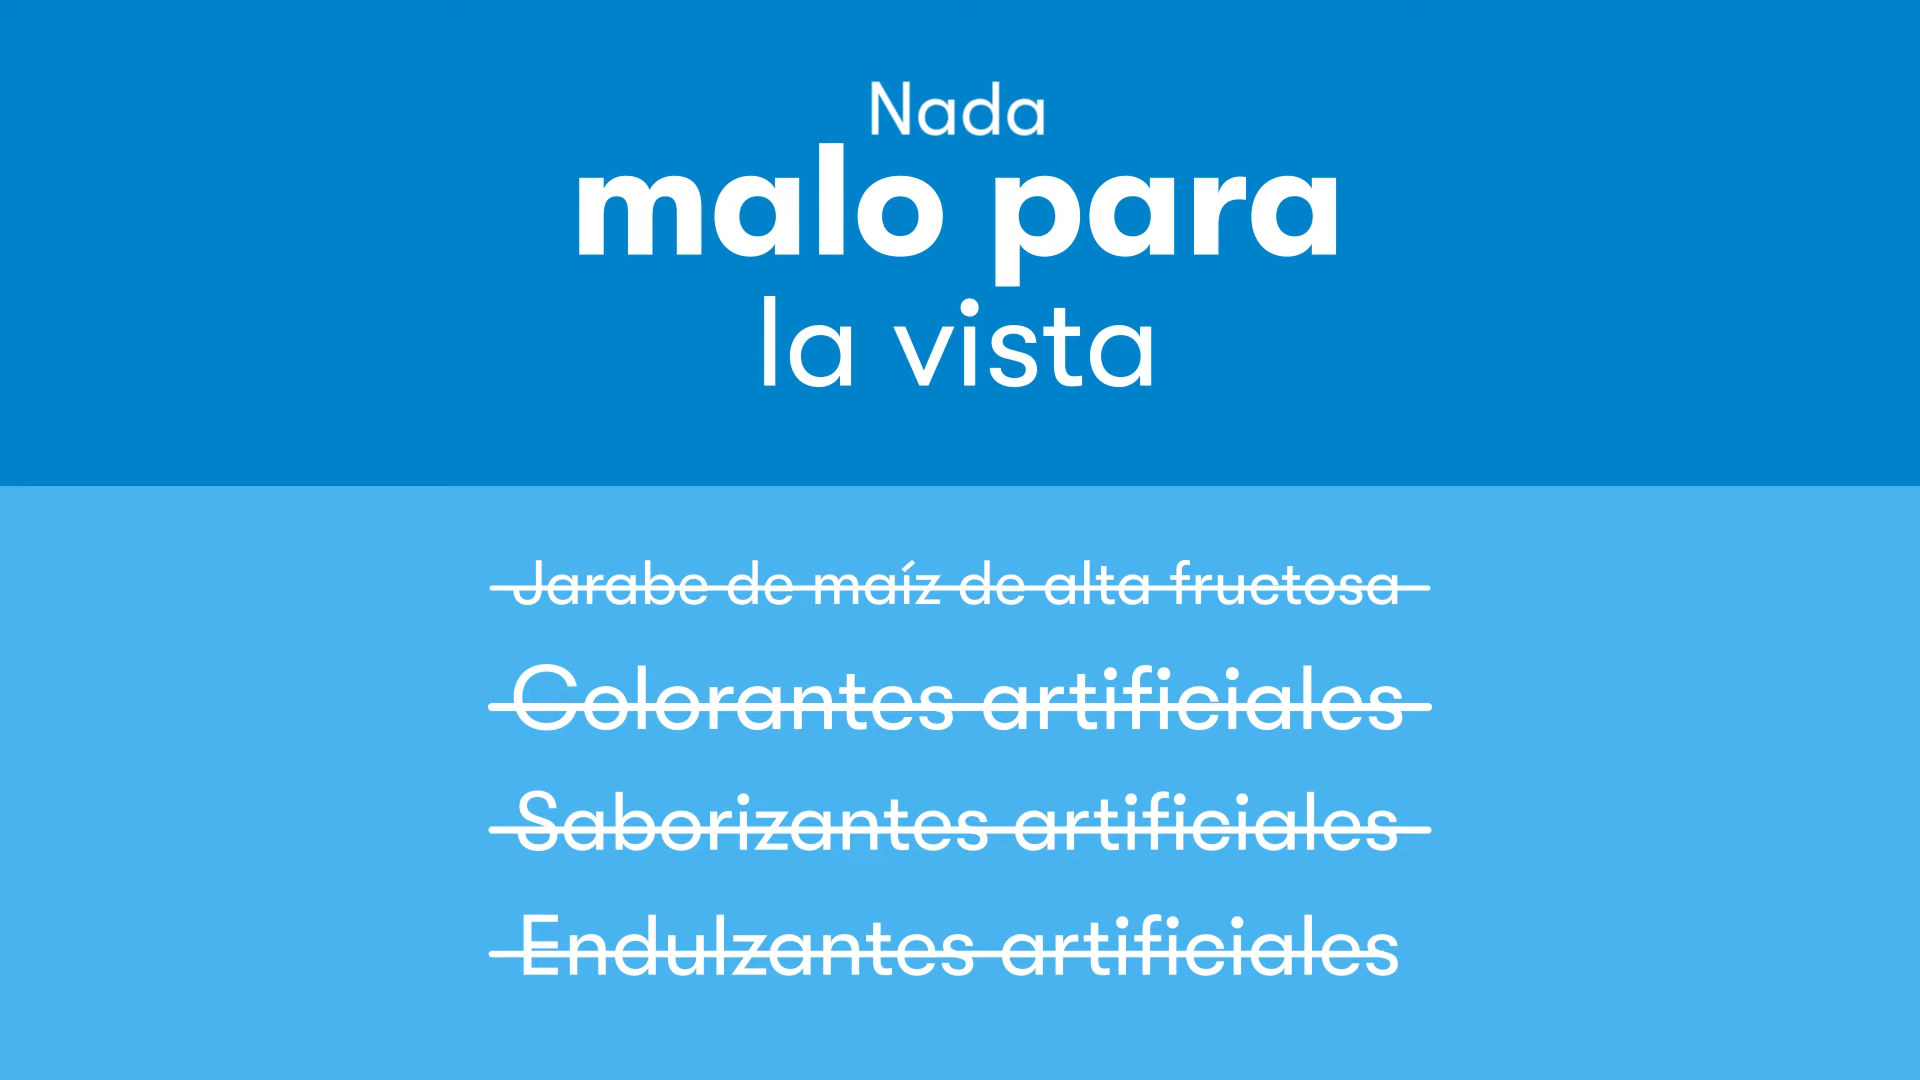 Nada
malo para
la vista
Jarabe de maíz de alta fructosa
Colorantes artificiales
Saborizantes artificiales
Endulzantes artificiales